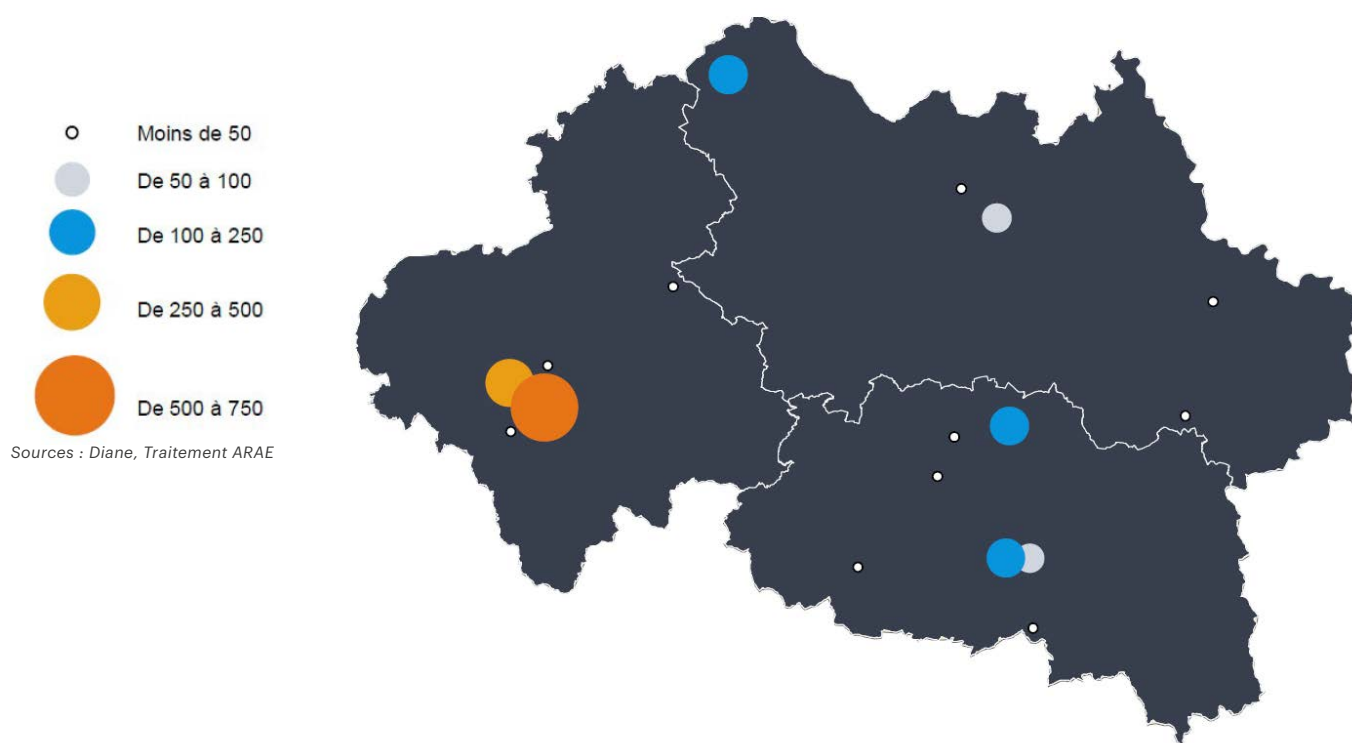 Moins de 50
De 50 à 100
De 100 à 250
De 250 à 500
De 500 à 750
Sources : Diane, Traitement ARAE